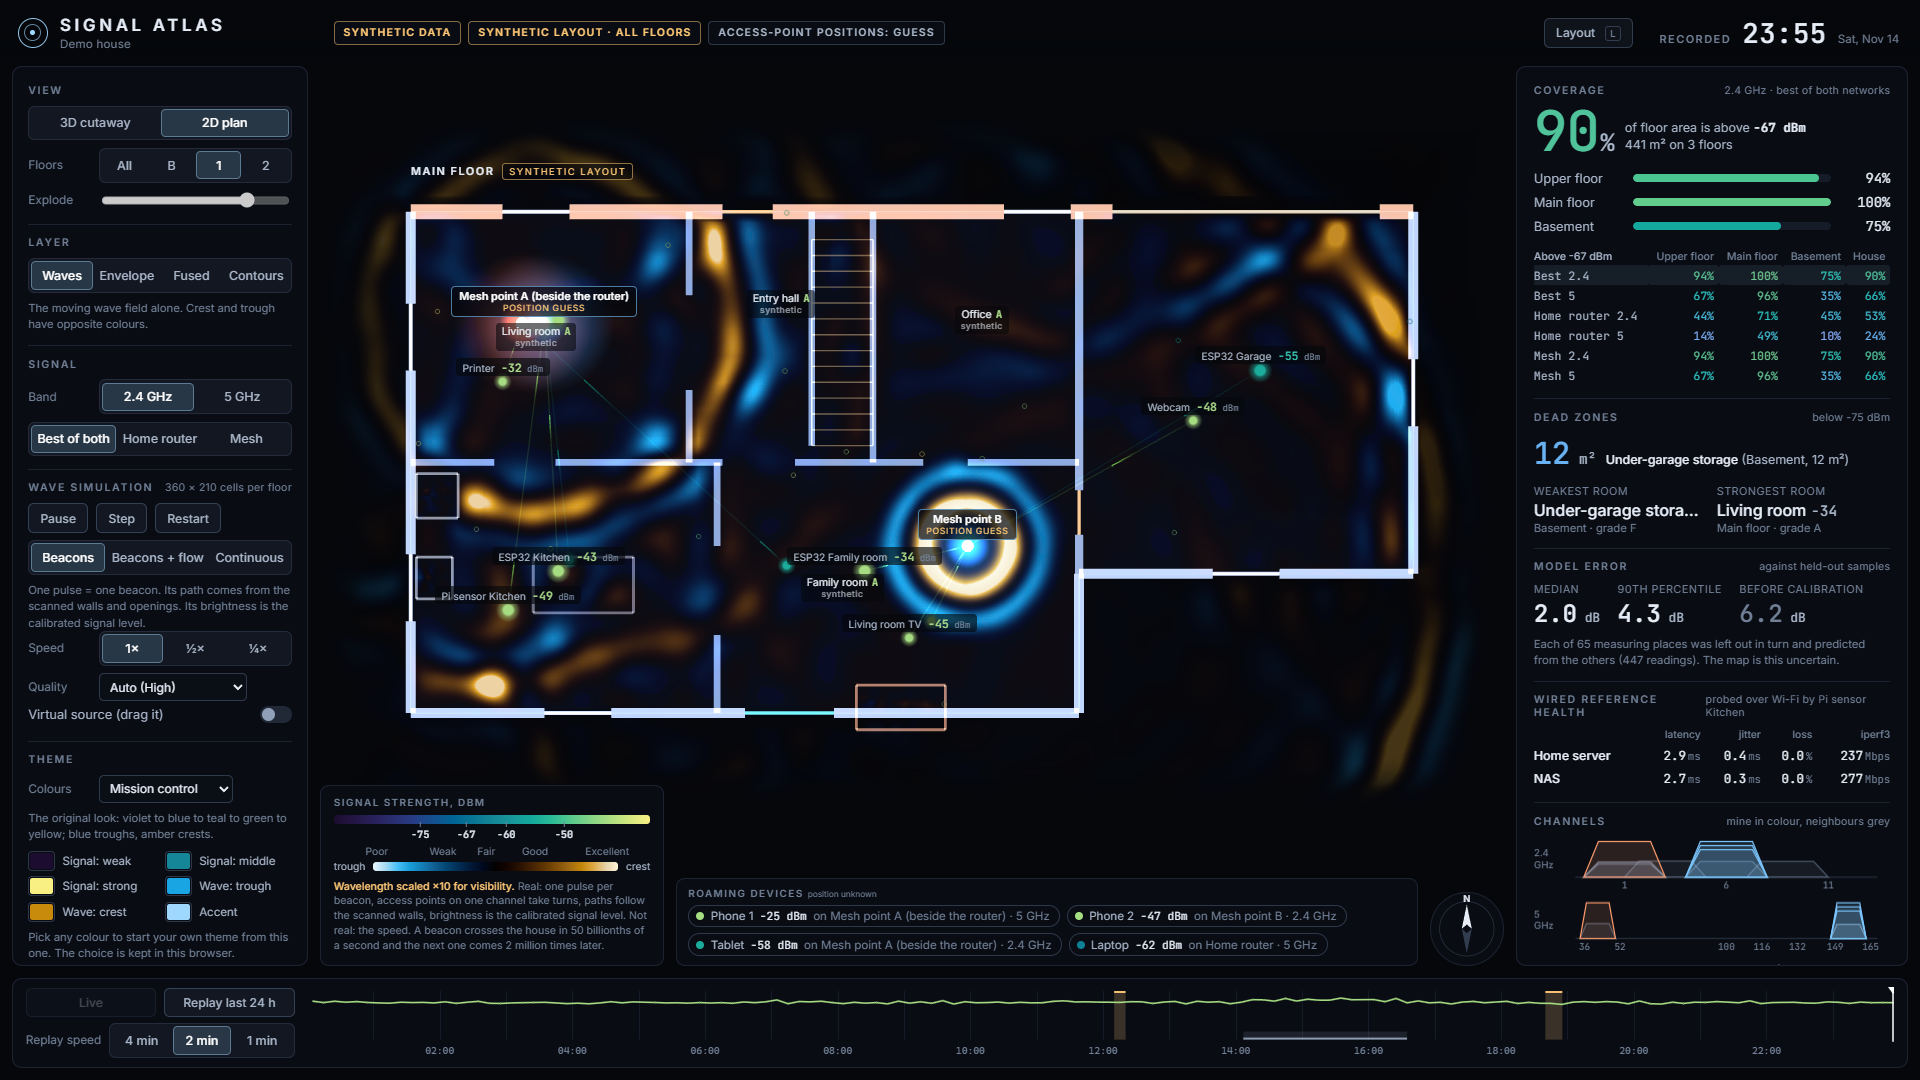 SIGNAL ATLAS
Demo house
SYNTHETIC DATA
SYNTHETIC LAYOUT · ALL FLOORS
ACCESS-POINT POSITIONS: GUESS
Layout L
RECORDED 23:55 Sat, Nov 14
VIEW
3D cutaway 2D plan
Floors All B 1 2
Explode
LAYER
Waves Envelope Fused Contours
The moving wave field alone. Crest and trough
have opposite colours.
SIGNAL
Band 2.4 GHz 5 GHz
Best of both Home router Mesh
WAVE SIMULATION 360 × 210 cells per floor
Pause Step Restart
Beacons Beacons + flow Continuous
One pulse = one beacon. Its path comes from the
scanned walls and openings. Its brightness is the
calibrated signal level.
Speed 1× ½× ¼×
Quality Auto (High)
Virtual source (drag it)
THEME
Colours Mission control
The original look: violet to blue to teal to green to
yellow; blue troughs, amber crests.
Signal: weak Signal: middle
Signal: strong Wave: trough
Wave: crest Accent
Pick any colour to start your own theme from this
one. The choice is kept in this browser.
MAIN FLOOR SYNTHETIC LAYOUT
Mesh point A (beside the router)
POSITION GUESS
Living room A
synthetic
Printer -32 dBm
Entry hall A
synthetic
Office A
synthetic
ESP32 Garage -55 dBm
Webcam -48 dBm
Mesh point B
POSITION GUESS
ESP32 Kitchen -43 dBm
ESP32 Family room -34 dBm
Family room A
synthetic
Pi sensor Kitchen -49 dBm
Living room TV -45 dBm
SIGNAL STRENGTH, DBM
-75 -67 -60 -50
Poor Weak Fair Good Excellent
trough crest
Wavelength scaled ×10 for visibility. Real: one pulse per
beacon, access points on one channel take turns, paths follow
the scanned walls, brightness is the calibrated signal level. Not
real: the speed. A beacon crosses the house in 50 billionths of
a second and the next one comes 2 million times later.
ROAMING DEVICES position unknown
Phone 1 -25 dBm on Mesh point A (beside the router) · 5 GHz
Phone 2 -47 dBm on Mesh point B · 2.4 GHz
Tablet -58 dBm on Mesh point A (beside the router) · 2.4 GHz
Laptop -62 dBm on Home router · 5 GHz
N
COVERAGE 2.4 GHz · best of both networks
90% of floor area is above -67 dBm
441 m² on 3 floors
Upper floor 94%
Main floor 100%
Basement 75%
Above -67 dBm Upper floor Main floor Basement House
Best 2.4 94% 100% 75% 90%
Best 5 67% 96% 35% 66%
Home router 2.4 44% 71% 45% 53%
Home router 5 14% 49% 10% 24%
Mesh 2.4 94% 100% 75% 90%
Mesh 5 67% 96% 35% 66%
DEAD ZONES below -75 dBm
12 m² Under-garage storage (Basement, 12 m²)
WEAKEST ROOM STRONGEST ROOM
Under-garage stora... Living room -34
Basement · grade F Main floor · grade A
MODEL ERROR against held-out samples
MEDIAN 90TH PERCENTILE BEFORE CALIBRATION
2.0 dB 4.3 dB 6.2 dB
Each of 65 measuring places was left out in turn and predicted
from the others (447 readings). The map is this uncertain.
WIRED REFERENCE HEALTH
probed over Wi-Fi by Pi sensor Kitchen
latency jitter loss iperf3
Home server 2.9 ms 0.4 ms 0.0 % 237 Mbps
NAS 2.7 ms 0.3 ms 0.0 % 277 Mbps
CHANNELS mine in colour, neighbours grey
2.4 GHz
1 6 11
5 GHz
36 52 100 116 132 149 165
Live Replay last 24 h
Replay speed 4 min 2 min 1 min
02:00 04:00 06:00 08:00 10:00 12:00 14:00 16:00 18:00 20:00 22:00